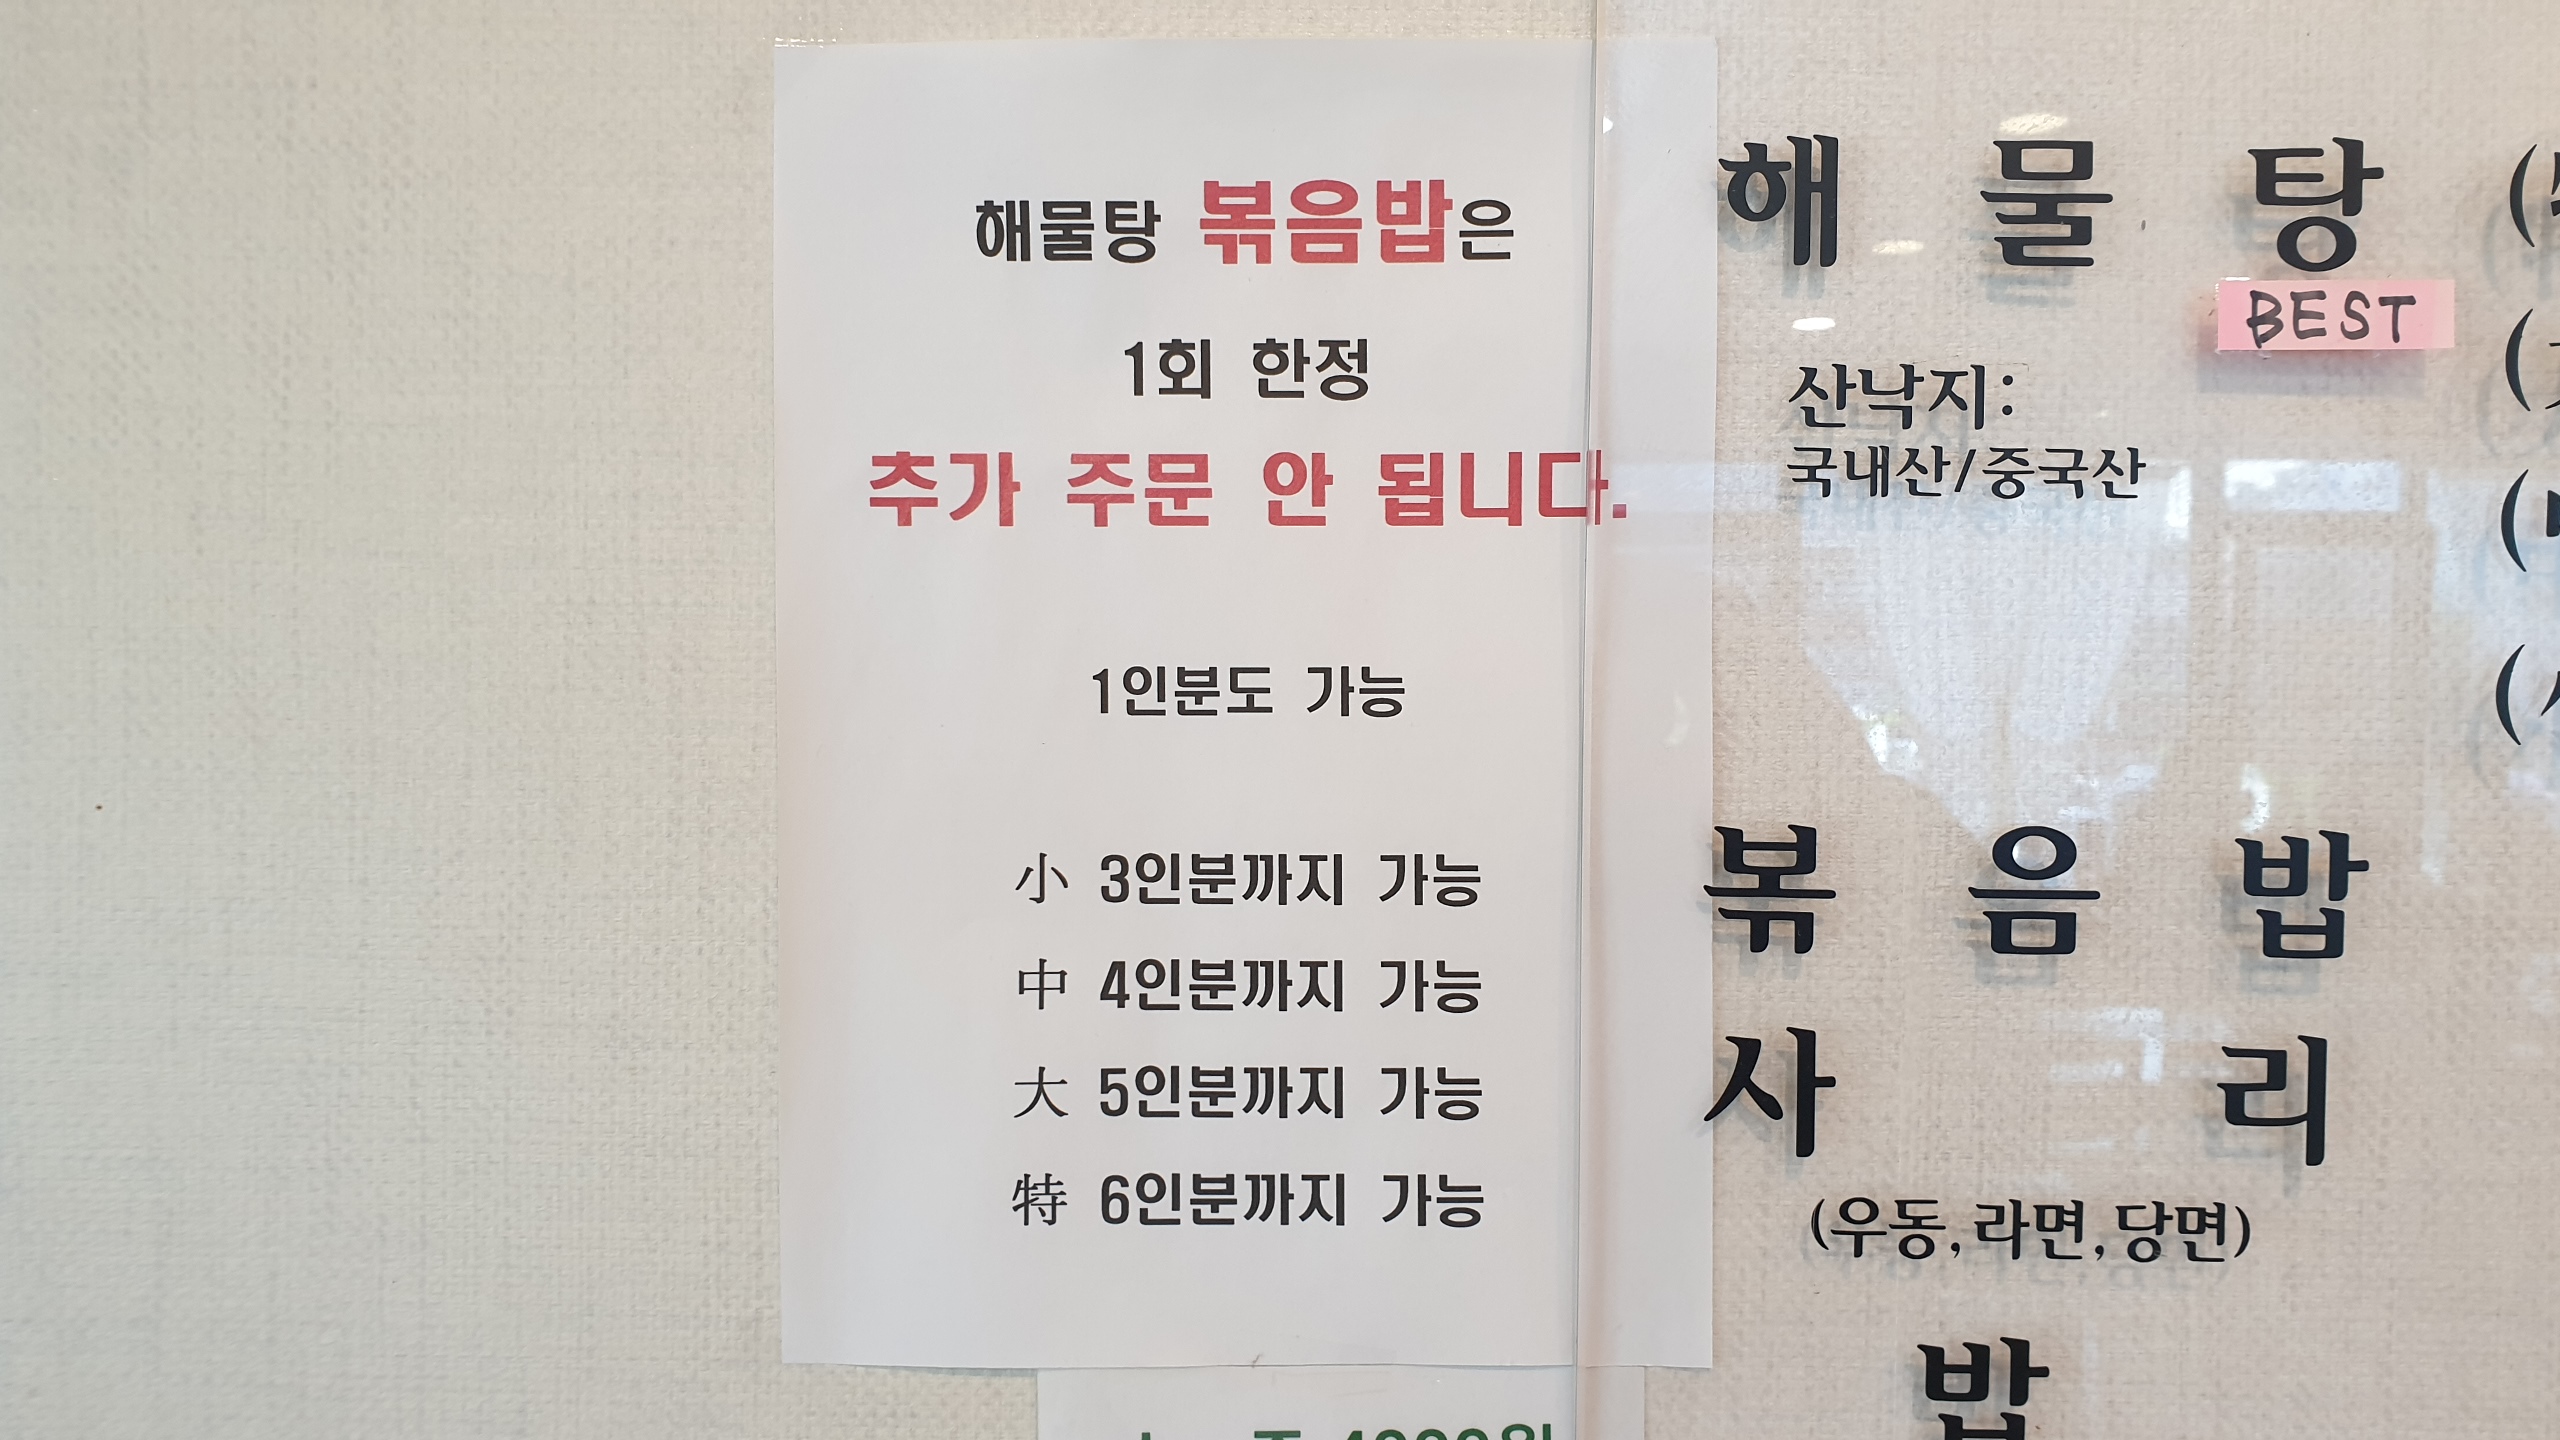 해물탕 볶음밥은
1회 한정
추가 주문 안 됩니다.
1인분도 가능
小 3인분까지 가능
中 4인분까지 가능
大 5인분까지 가능
特 6인분까지 가능
해물탕
BEST
산낙지:
국내산/중국산
볶음밥
사리
(우동,라면,당면)
밥